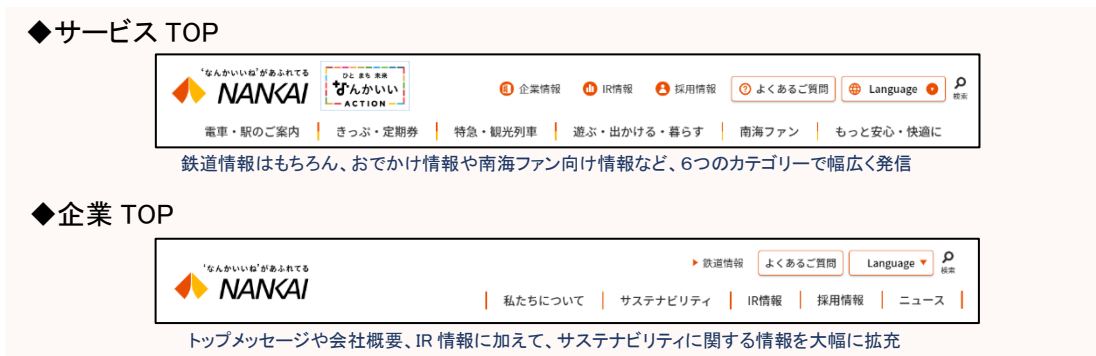 ◆サービス TOP
‘なんかいいね’があふれてる
NANKAI
ひと まち 未来
なんかいい
ACTION
企業情報
IR情報
採用情報
よくあるご質問
Language
検索
電車・駅のご案内
きっぷ・定期券
特急・観光列車
遊ぶ・出かける・暮らす
南海ファン
もっと安心・快適に
鉄道情報はもちろん、おでかけ情報や南海ファン向け情報など、6つのカテゴリーで幅広く発信
◆企業 TOP
‘なんかいいね’があふれてる
NANKAI
鉄道情報
よくあるご質問
Language
検索
私たちについて
サステナビリティ
IR情報
採用情報
ニュース
トップメッセージや会社概要、IR 情報に加えて、サステナビリティに関する情報を大幅に拡充